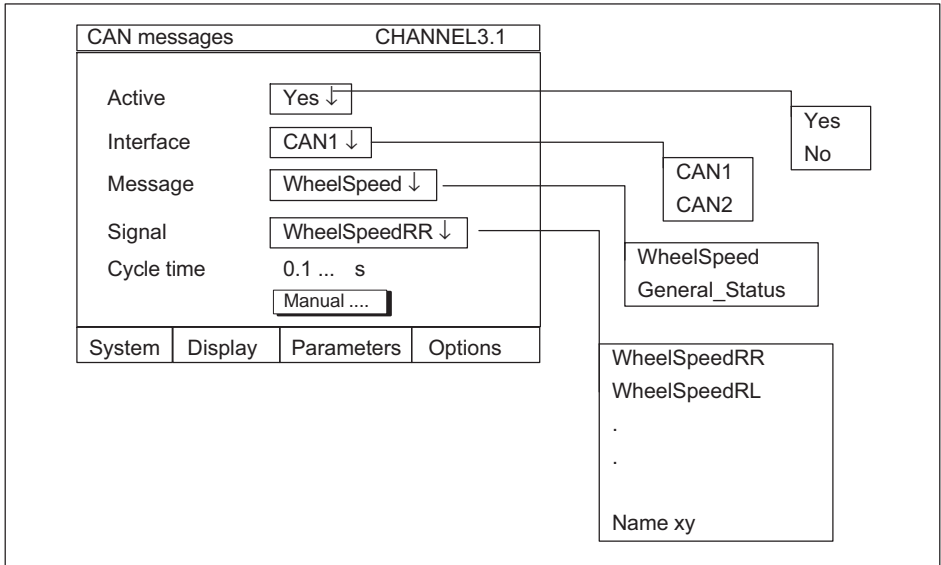 CAN messages CHANNEL3.1
Active Yes ↓
Interface CAN1 ↓
Message WheelSpeed ↓
Signal WheelSpeedRR ↓
Cycle time 0.1 ... s
Manual ....
System Display Parameters Options
Yes
No
CAN1
CAN2
WheelSpeed
General_Status
WheelSpeedRR
WheelSpeedRL
.
.
Name xy